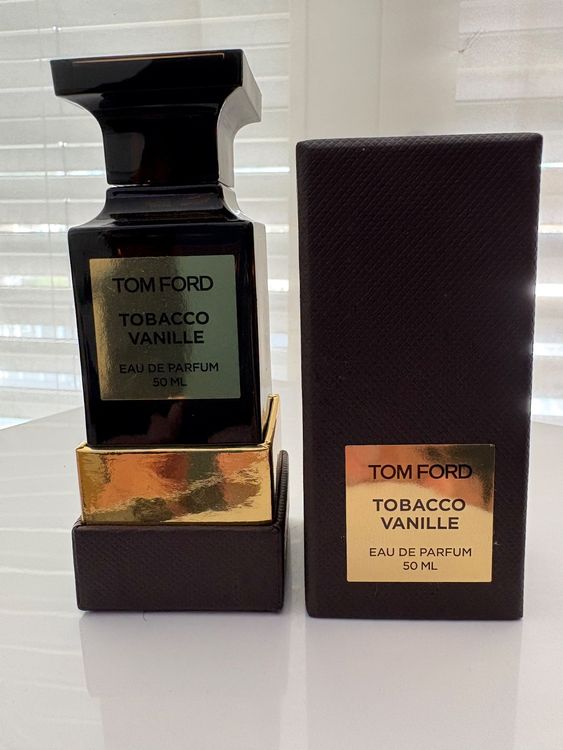 TOM FORD
TOBACCO
VANILLE
EAU DE PARFUM
50 ML
TOM FORD
TOBACCO
VANILLE
EAU DE PARFUM
50 ML